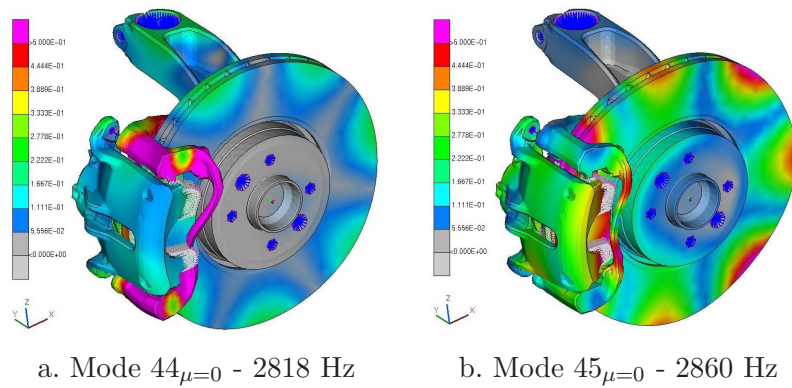 >5.000E-01
4.444E-01
3.889E-01
3.333E-01
2.778E-01
2.222E-01
1.667E-01
1.111E-01
5.556E-02
<0.000E+00
Z
Y X
>5.000E-01
4.444E-01
3.889E-01
3.333E-01
2.778E-01
2.222E-01
1.667E-01
1.111E-01
5.556E-02
<0.000E+00
Z
Y X
a. Mode 44μ=0 - 2818 Hz
b. Mode 45μ=0 - 2860 Hz